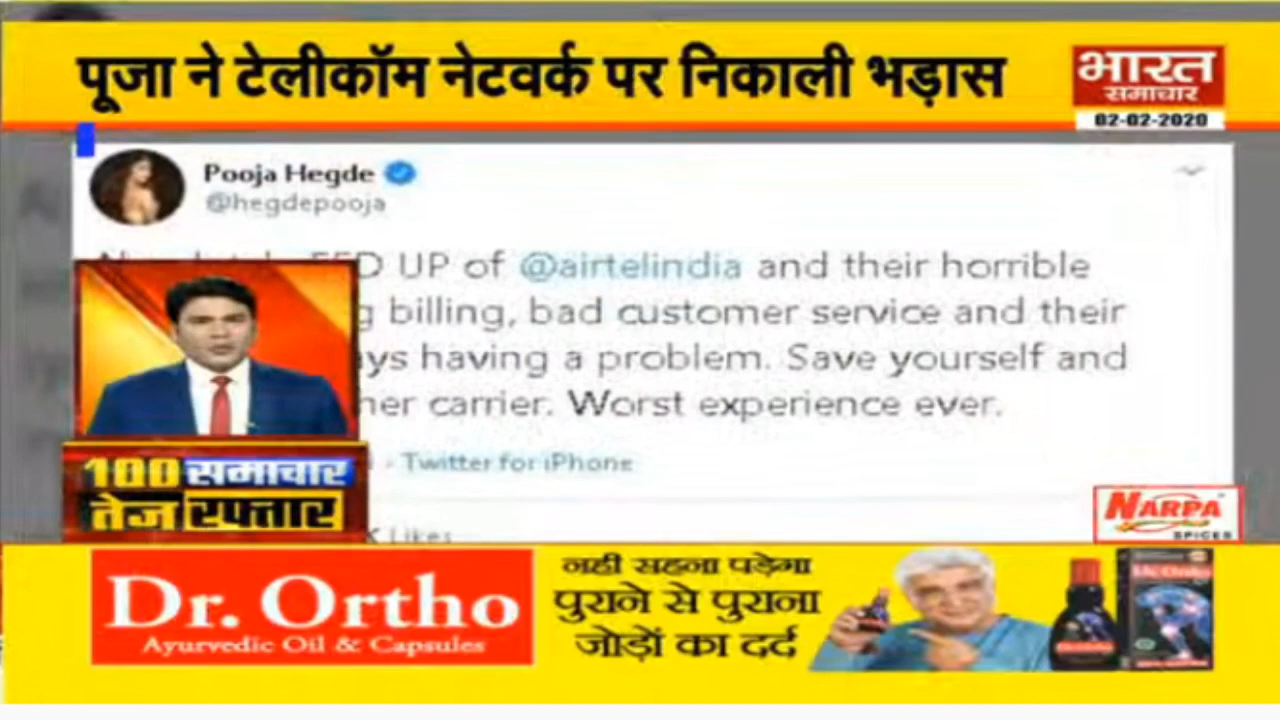 पूजा ने टेलीकॉम नेटवर्क पर निकाली भड़ास
भारत
समाचार
02-02-2020
Pooja Hegde
@hegdepooja
UP of @airtelindia and their horrible
billing, bad customer service and their
having a problem. Save yourself and
carrier. Worst experience ever.
Twitter for iPhone
Likes
100 समाचार
तेज रफ्तार
NARPA
SPICES
Dr. Ortho
Ayurvedic Oil & Capsules
नही सहना पड़ेगा
पुराने से पुराना
जोड़ों का दर्द